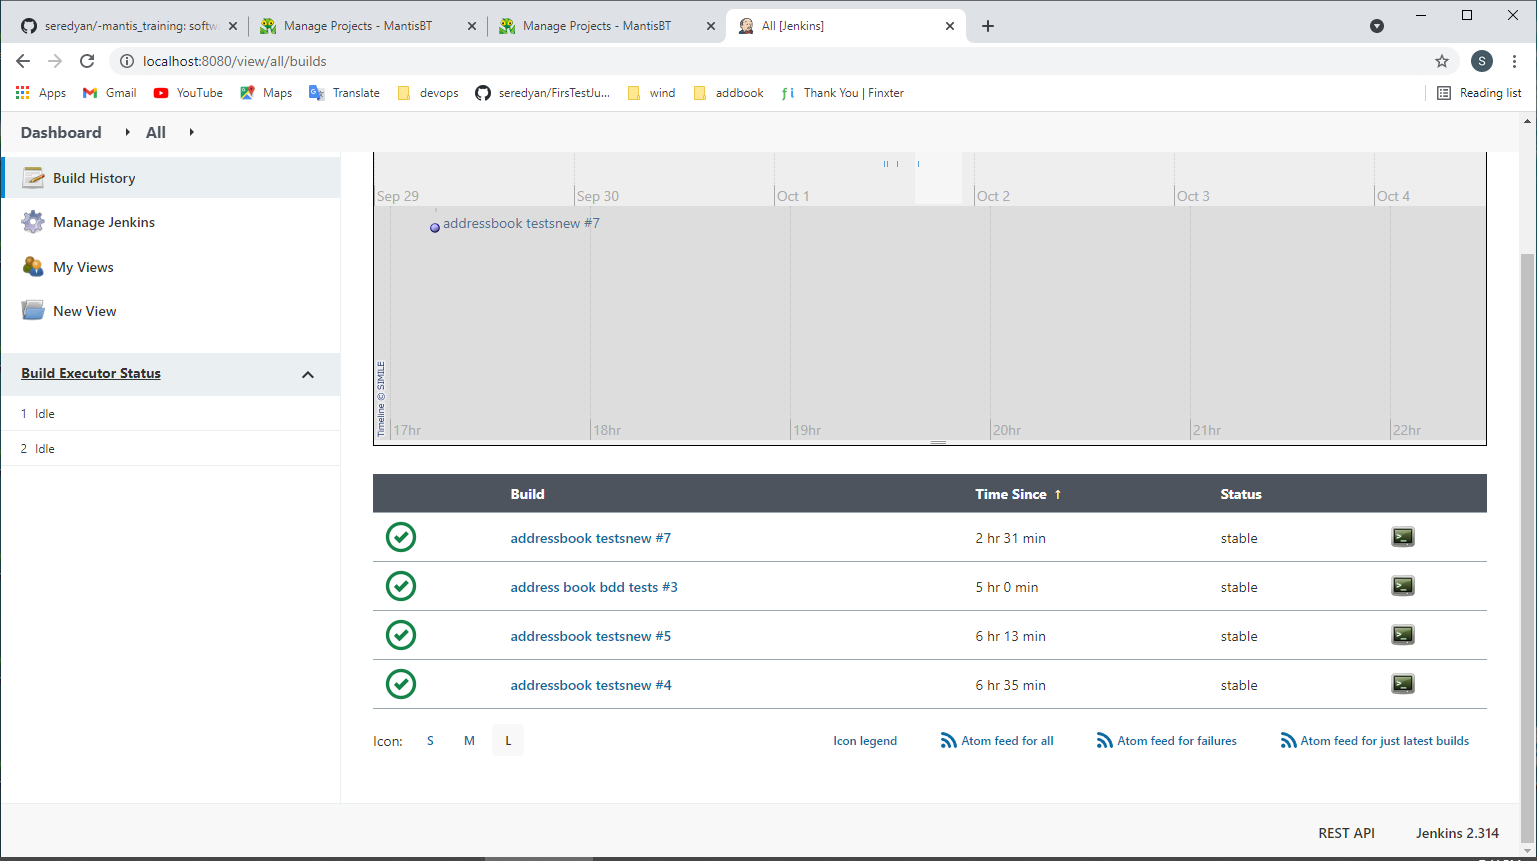 seredyan/-mantis_training: softw
Manage Projects - MantisBT
Manage Projects - MantisBT
All [Jenkins]
localhost:8080/view/all/builds
S
Apps
Gmail
YouTube
Maps
Translate
devops
seredyan/FirsTestJu...
wind
addbook
Thank You | Finxter
Reading list
Dashboard
All
Build History
Manage Jenkins
My Views
New View
Build Executor Status
1 Idle
2 Idle
Sep 29
Sep 30
Oct 1
Oct 2
Oct 3
Oct 4
addressbook testsnew #7
Timeline © SIMILE
17hr
18hr
19hr
20hr
21hr
22hr
Build Time Since ↑ Status
addressbook testsnew #7 2 hr 31 min stable
address book bdd tests #3 5 hr 0 min stable
addressbook testsnew #5 6 hr 13 min stable
addressbook testsnew #4 6 hr 35 min stable
Icon: S M L
Icon legend
Atom feed for all
Atom feed for failures
Atom feed for just latest builds
REST API
Jenkins 2.314